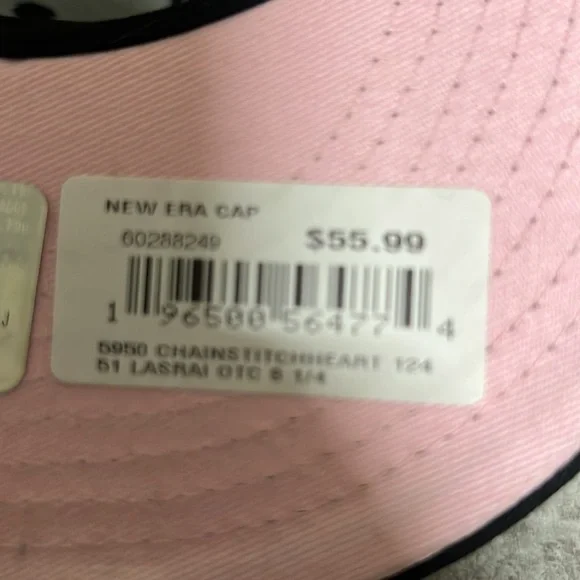 NEW ERA CAP
60288249 $55.99
1 96500 56477 4
5950 CHAINSTITCHHEART 124
51 LASRAI OTC 8 1/4
J